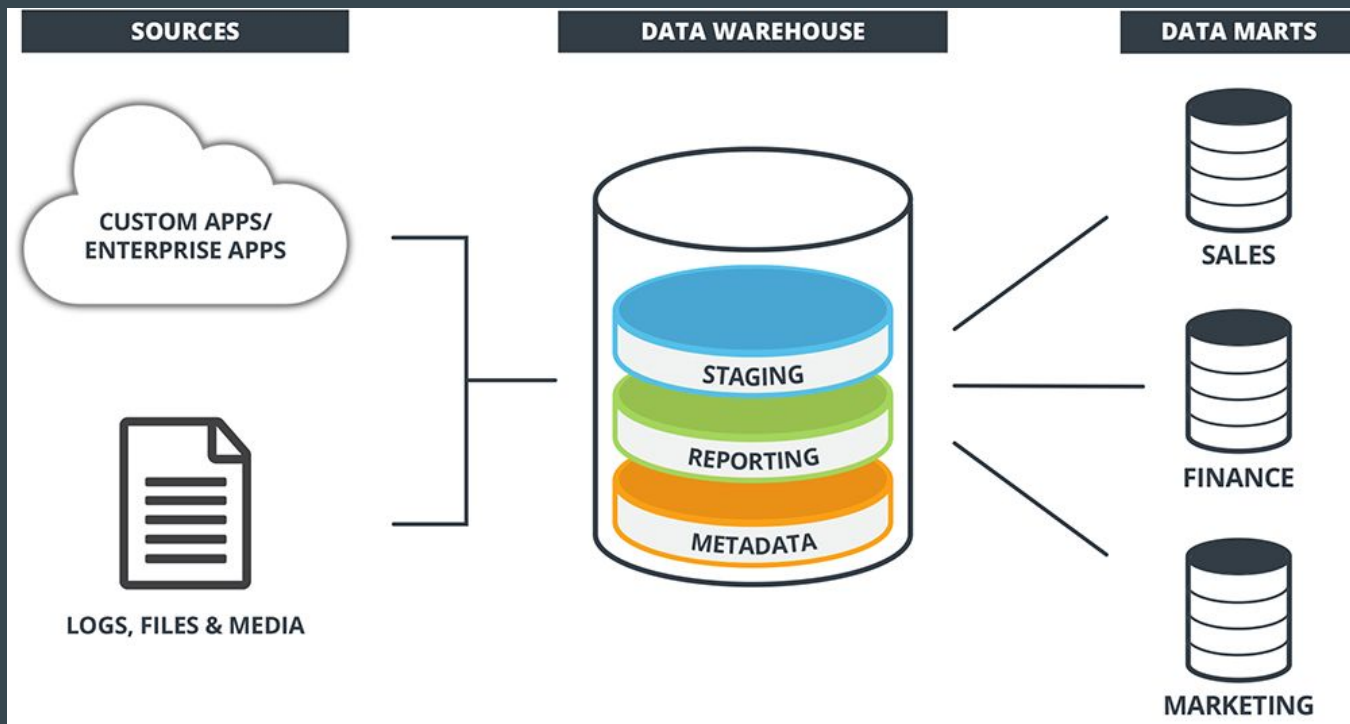 SOURCES
DATA WAREHOUSE
DATA MARTS
CUSTOM APPS/
ENTERPRISE APPS
LOGS, FILES & MEDIA
STAGING
REPORTING
METADATA
SALES
FINANCE
MARKETING